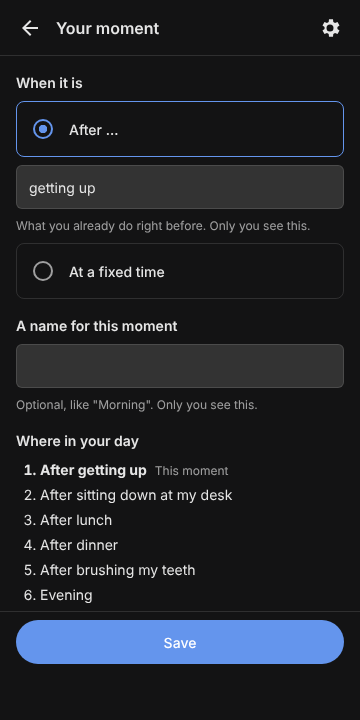 Your moment
When it is
After ...
getting up
What you already do right before. Only you see this.
At a fixed time
A name for this moment
Optional, like "Morning". Only you see this.
Where in your day
1. After getting up This moment
2. After sitting down at my desk
3. After lunch
4. After dinner
5. After brushing my teeth
6. Evening
Save